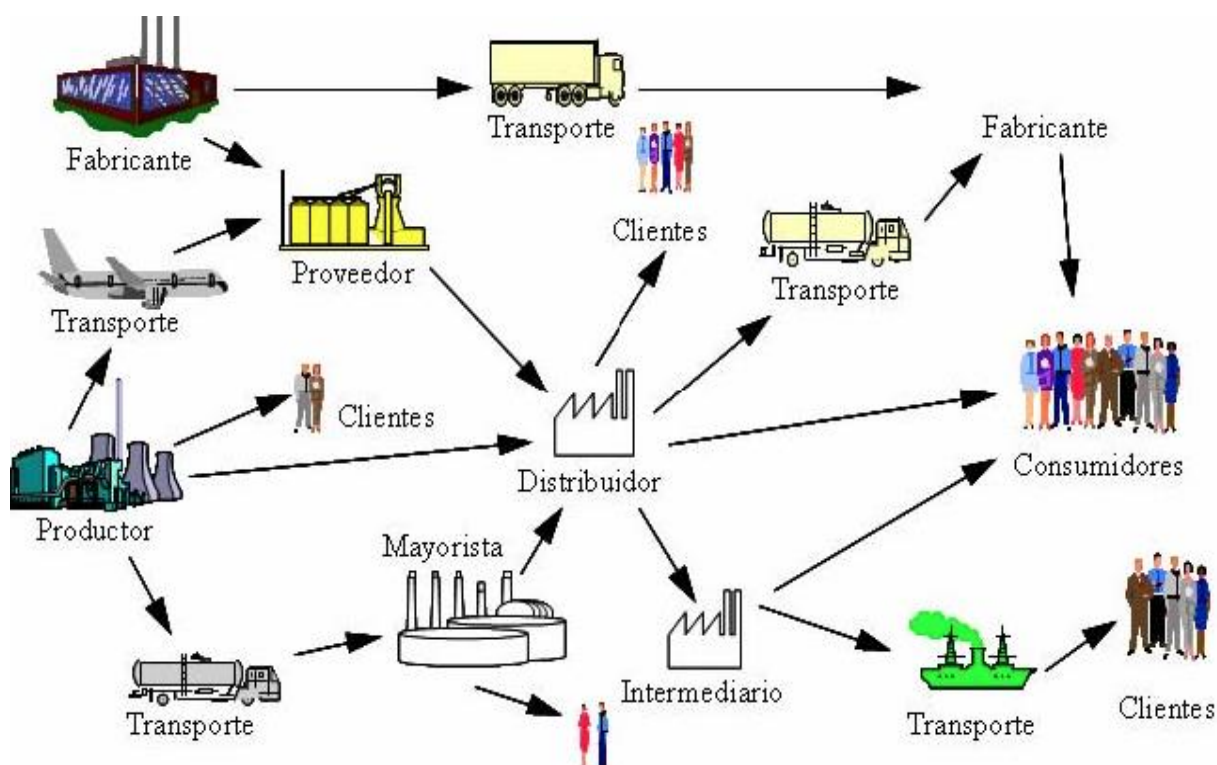 Transporte
Fabricante
Fabricante
Clientes
Proveedor
Transporte
Transporte
Clientes
Consumidores
Distribuidor
Productor
Mayorista
Intermediario
Transporte
Transporte
Clientes